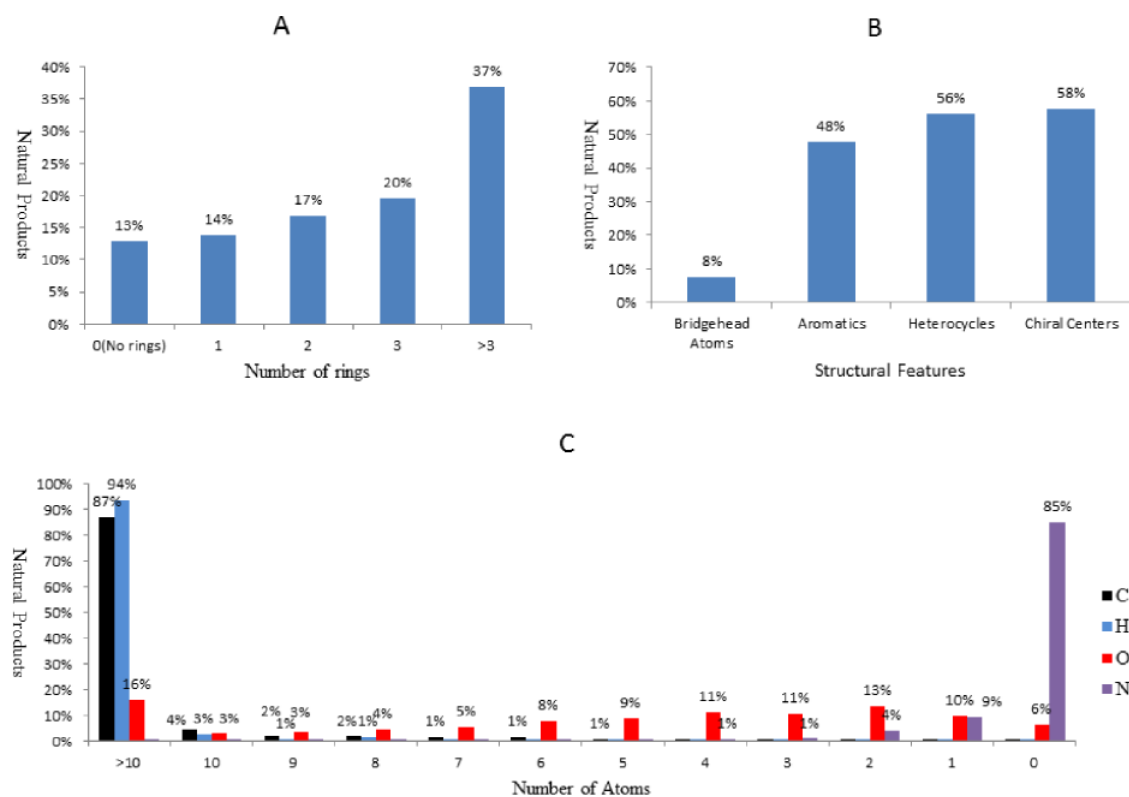 A
40%
35%
30%
25%
20%
15%
10%
5%
0%
Natural Products
13%
14%
17%
20%
37%
0(No rings) 1 2 3 >3
Number of rings
B
70%
60%
50%
40%
30%
20%
10%
0%
Natural Products
8%
48%
56%
58%
Bridgehead Atoms
Aromatics
Heterocycles
Chiral Centers
Structural Features
C
100%
90%
80%
70%
60%
50%
40%
30%
20%
10%
0%
Natural Products
87% 94% 16%
4% 3% 3%
2% 1% 3%
2% 1% 4%
1% 5%
1% 8%
1% 9%
11% 1%
11% 1%
13% 4%
10% 9%
6% 85%
>10 10 9 8 7 6 5 4 3 2 1 0
Number of Atoms
C
H
O
N